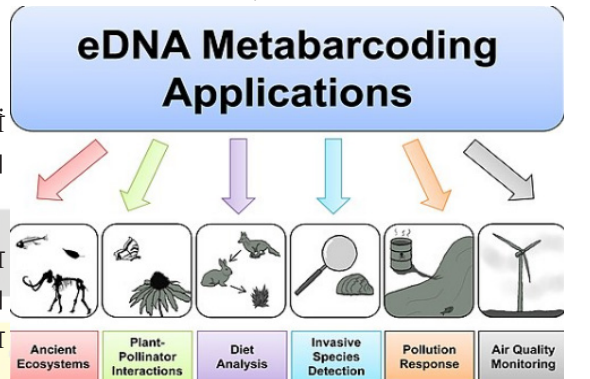 eDNA Metabarcoding
Applications
Ancient
Ecosystems
Plant-
Pollinator
Interactions
Diet
Analysis
Invasive
Species
Detection
Pollution
Response
Air Quality
Monitoring